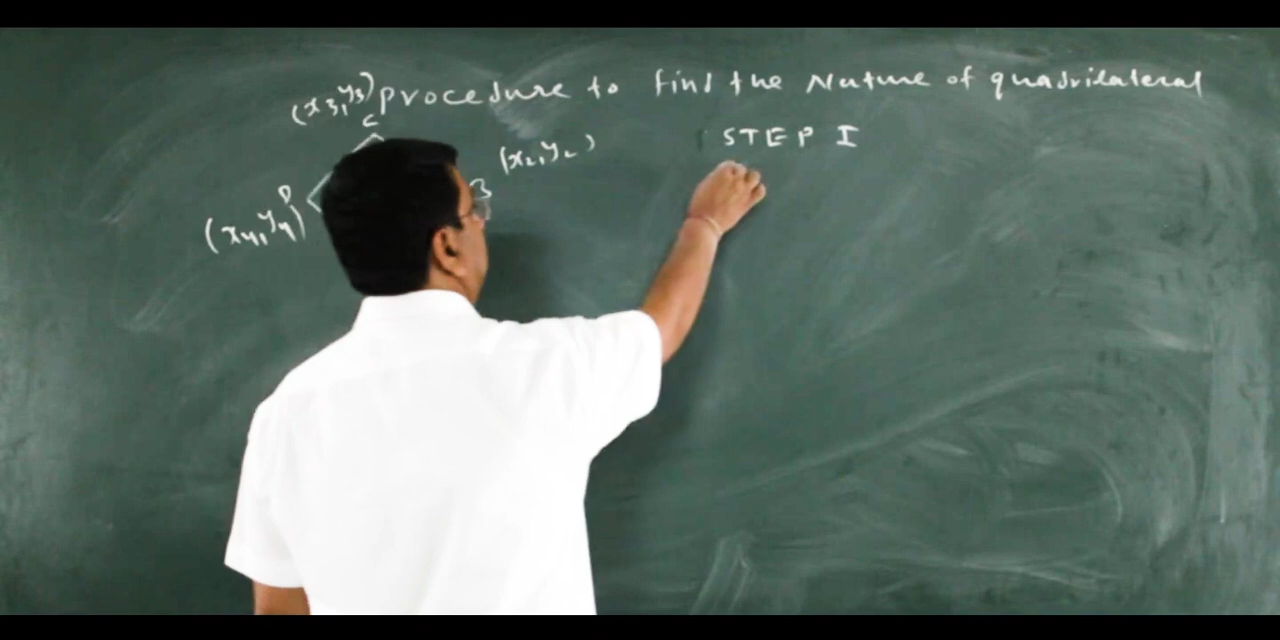 procedure to find the Nature of quadrilateral
(x3,y3)
C
STEP I
(x2,y2)
B
D
(x4,y4)